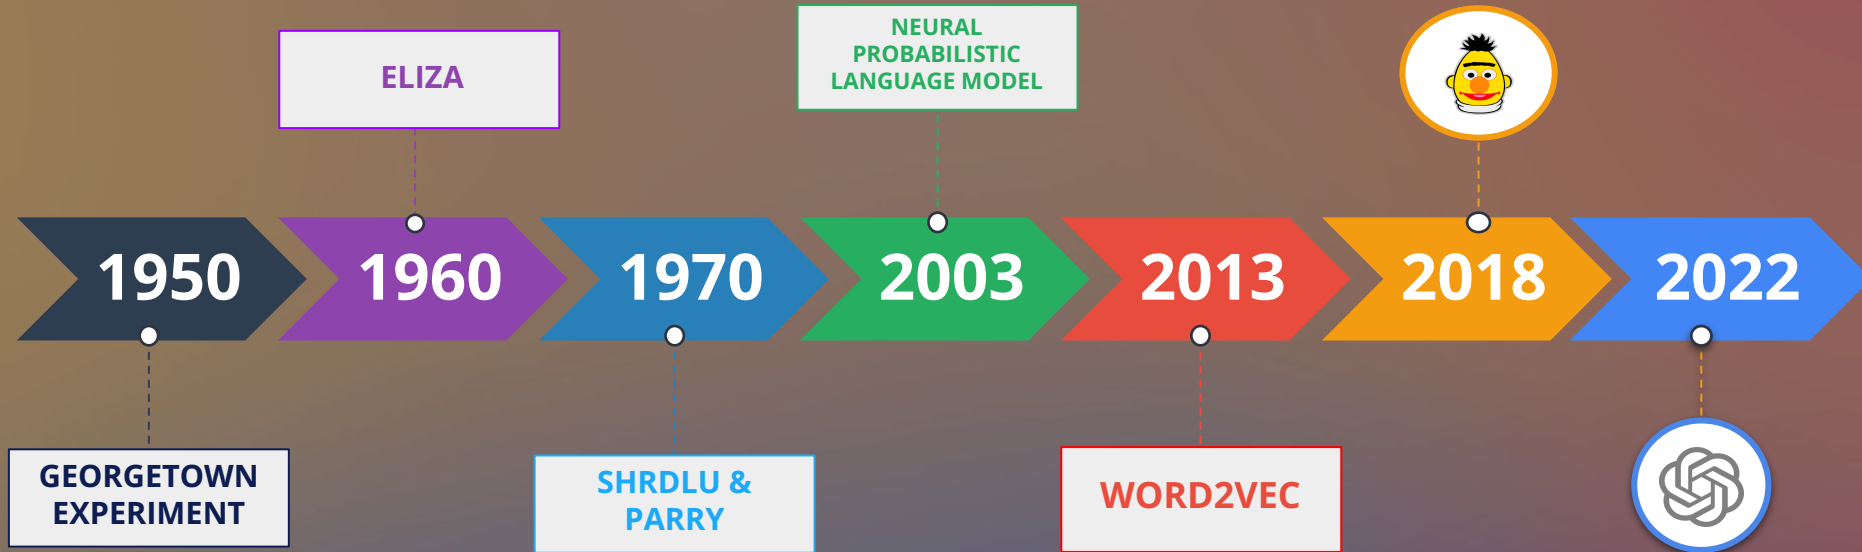 ELIZA
NEURAL
PROBABILISTIC
LANGUAGE MODEL
1950
1960
1970
2003
2013
2018
2022
GEORGETOWN
EXPERIMENT
SHRDLU &
PARRY
WORD2VEC